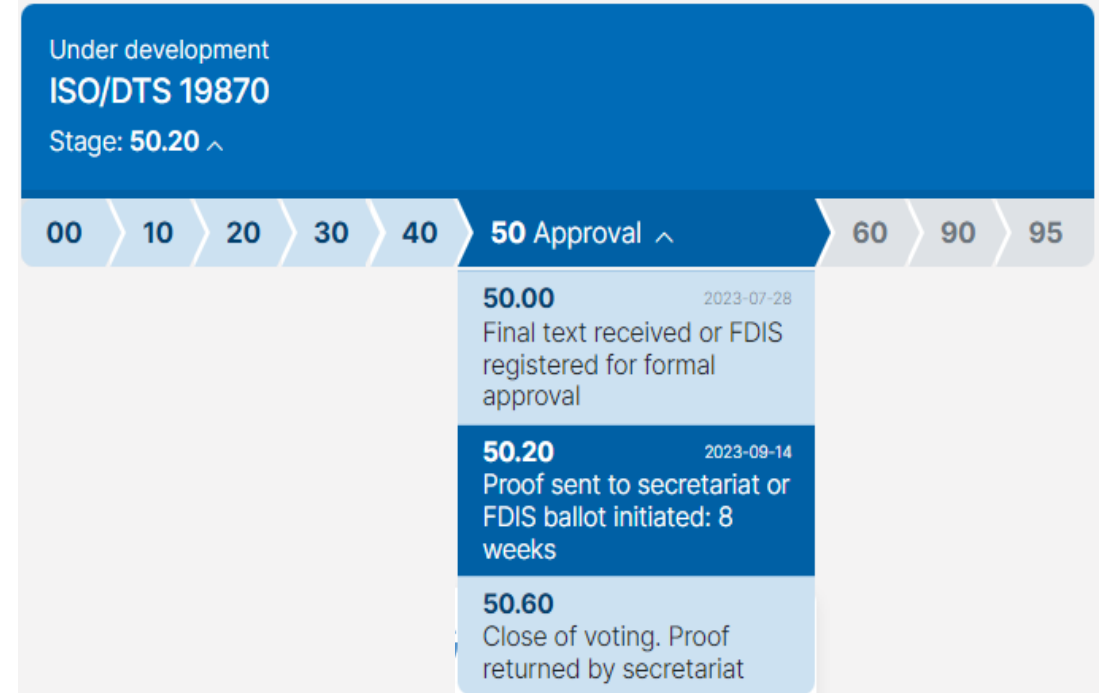 Under development
ISO/DTS 19870
Stage: 50.20
00 10 20 30 40 50 Approval 60 90 95
50.00 2023-07-28
Final text received or FDIS
registered for formal
approval
50.20 2023-09-14
Proof sent to secretariat or
FDIS ballot initiated: 8
weeks
50.60
Close of voting. Proof
returned by secretariat